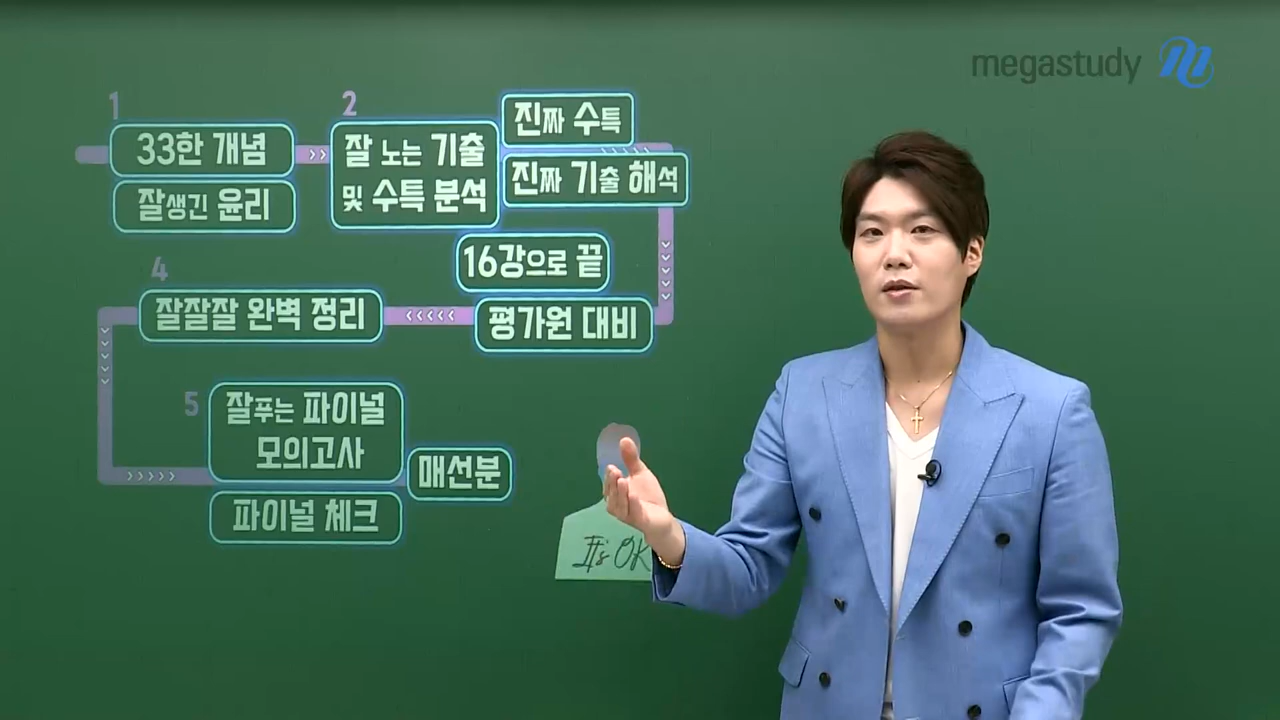 megastudy
1
33한 개념
잘생긴 윤리
2
잘 노는 기출
및 수특 분석
진짜 수특
진짜 기출 해석
16강으로 끝
평가원 대비
4
잘잘잘 완벽 정리
5
잘푸는 파이널
모의고사
매선분
파이널 체크
It's OK